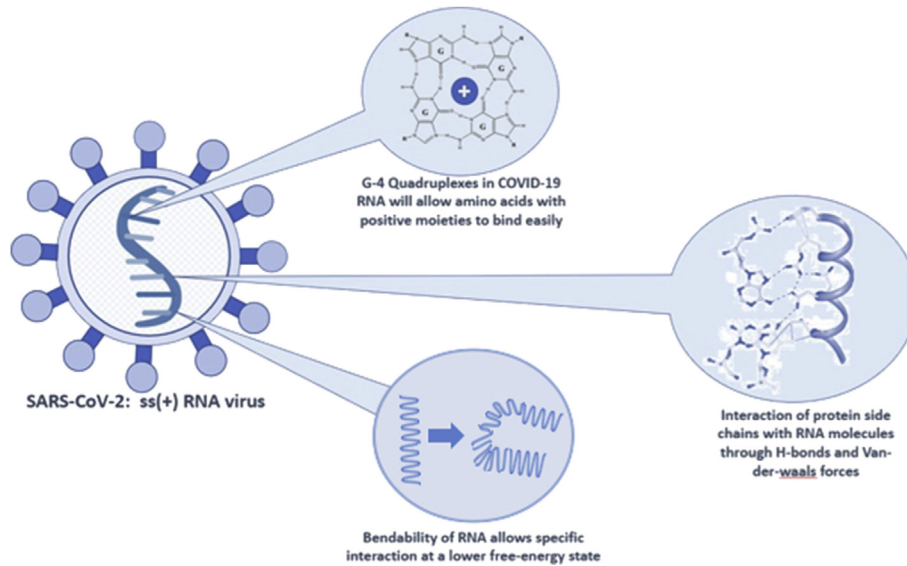 G
G
G
G
+
G-4 Quadruplexes in COVID-19
RNA will allow amino acids with
positive moieties to bind easily
SARS-CoV-2: ss(+) RNA virus
Interaction of protein side
chains with RNA molecules
through H-bonds and Van-
der-waals forces
Bendability of RNA allows specific
interaction at a lower free-energy state